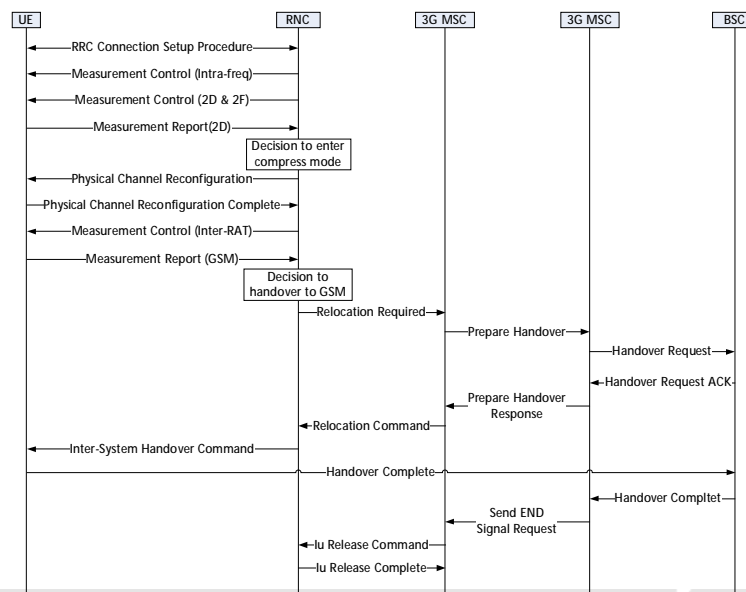 UE RNC 3G MSC 3G MSC BSC
RRC Connection Setup Procedure
Measurement Control (Intra-freq)
Measurement Control (2D & 2F)
Measurement Report(2D)
Decision to enter
compress mode
Physical Channel Reconfiguration
Physical Channel Reconfiguration Complete
Measurement Control (Inter-RAT)
Measurement Report (GSM)
Decision to
handover to GSM
Relocation Required
Prepare Handover
Handover Request
Handover Request ACK
Prepare Handover
Response
Relocation Command
Inter-System Handover Command
Handover Complete
Handover Compltet
Send END
Signal Request
Iu Release Command
Iu Release Complete